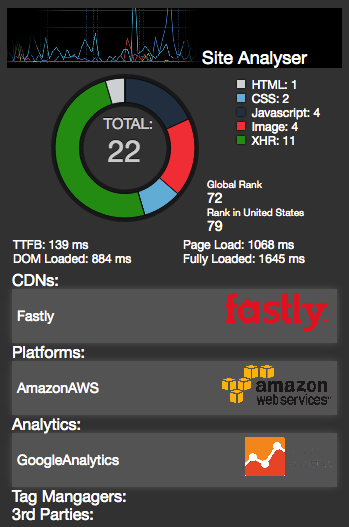 Site Analyser
TOTAL:
22
HTML: 1
CSS: 2
Javascript: 4
Image: 4
XHR: 11
Global Rank
72
Rank in United States
79
TTFB: 139 ms
Page Load: 1068 ms
DOM Loaded: 884 ms
Fully Loaded: 1645 ms
CDNs:
Fastly
fastly
Platforms:
AmazonAWS
amazon
webservices
Analytics:
GoogleAnalytics
Tag Mangagers:
3rd Parties: